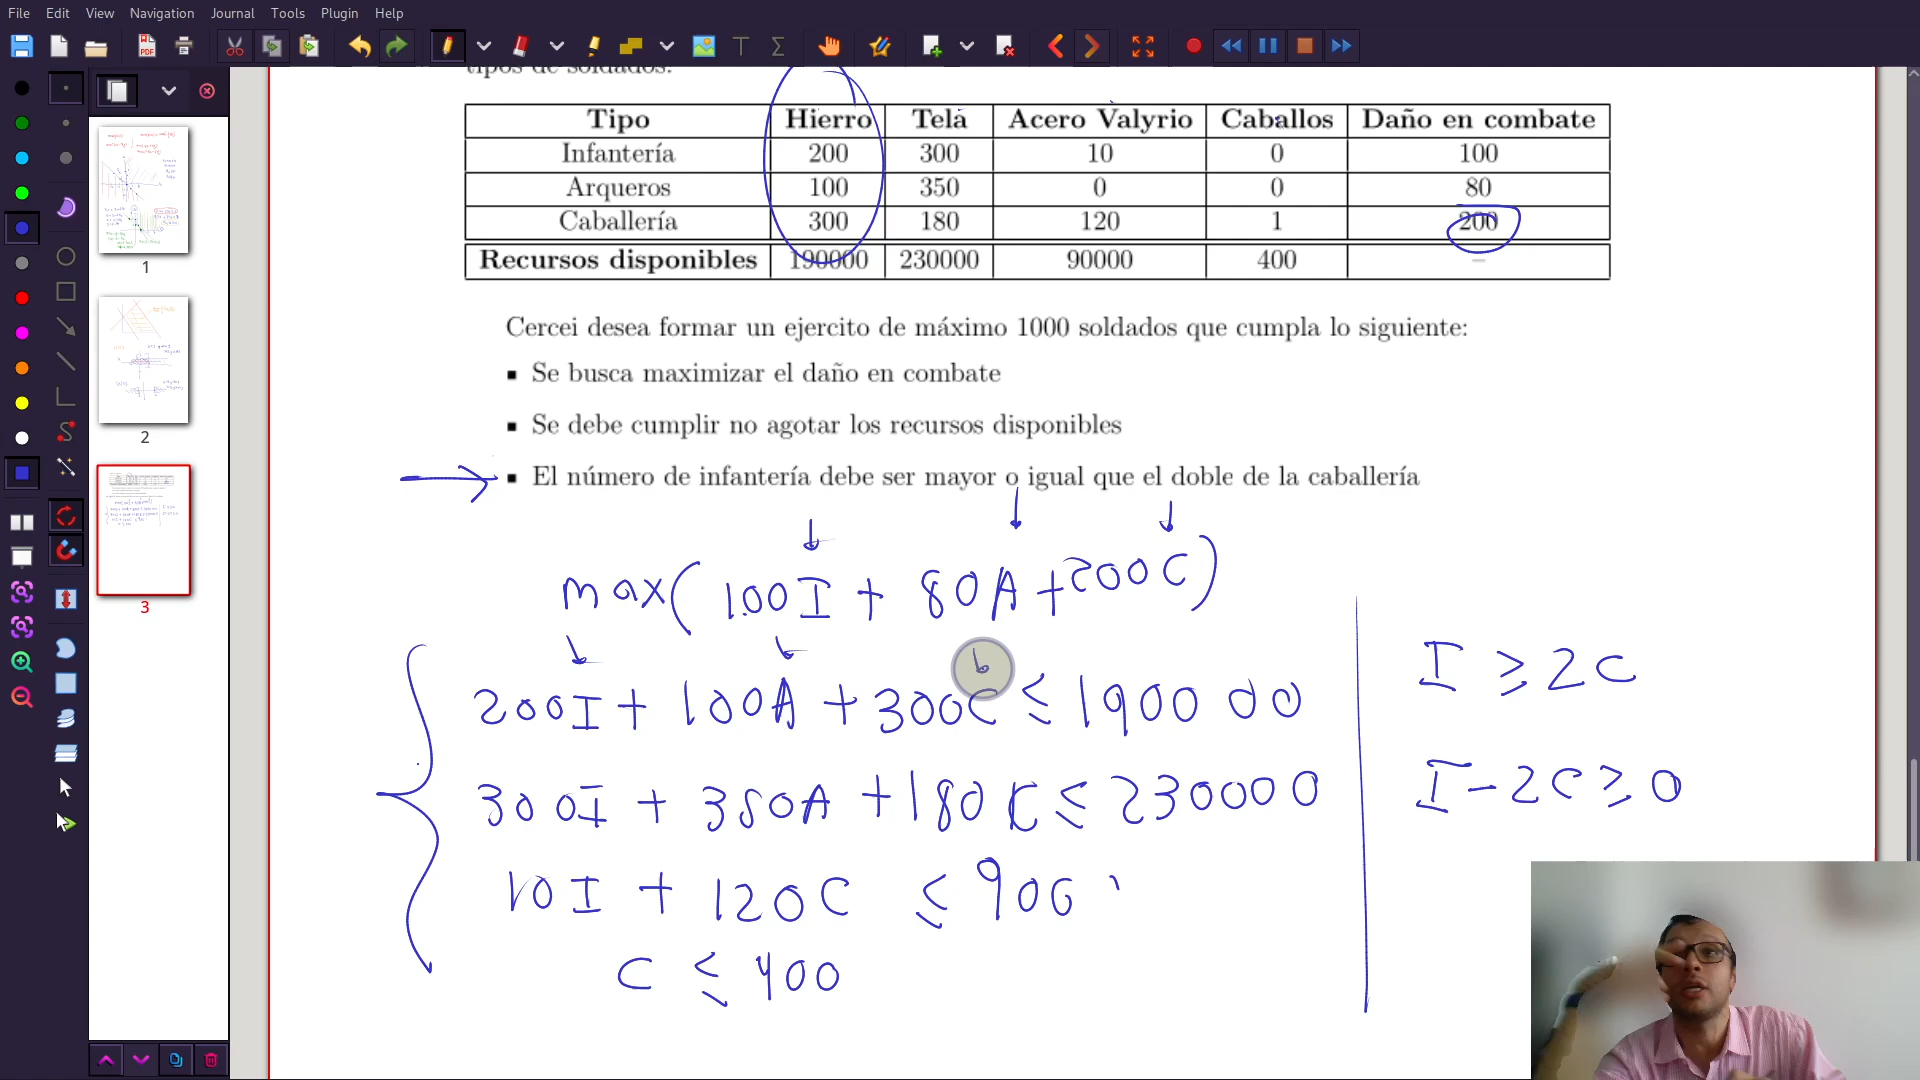 File Edit View Navigation Journal Tools Plugin Help
tipos de soldados:
Tipo Hierro Tela Acero Valyrio Caballos Daño en combate
Infantería 200 300 10 0 100
Arqueros 100 350 0 0 80
Caballería 300 180 120 1 200
Recursos disponibles 190000 230000 90000 400 –
Cercei desea formar un ejercito de máximo 1000 soldados que cumpla lo siguiente:
▪ Se busca maximizar el daño en combate
▪ Se debe cumplir no agotar los recursos disponibles
▪ El número de infantería debe ser mayor o igual que el doble de la caballería
max(100I + 80A + 200C)
200I + 100A + 300C ≤ 190000
300I + 350A + 180C ≤ 230000
10I + 120C ≤ 900
C ≤ 400
I ≥ 2C
I - 2C ≥ 0
1
2
3